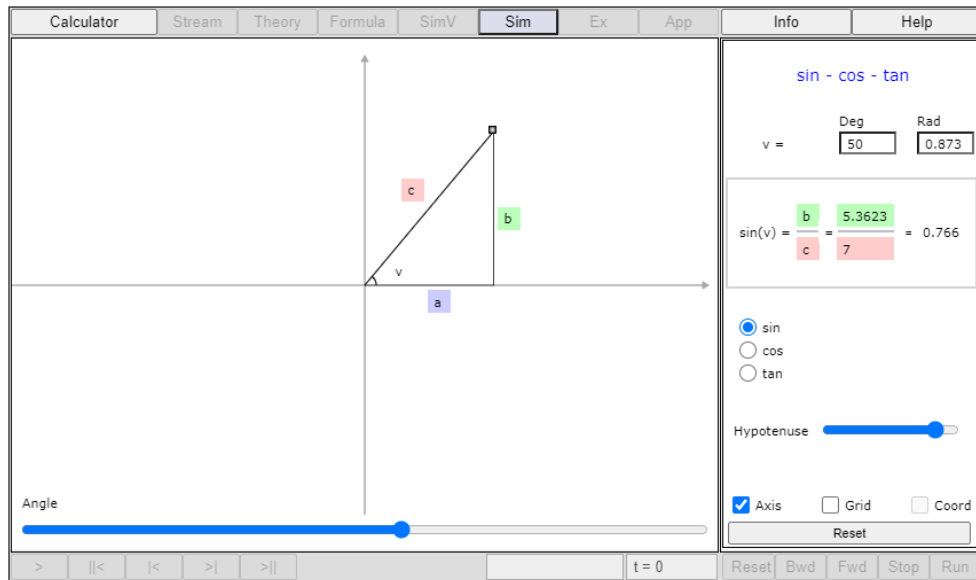 Calculator Stream Theory Formula SimV Sim Ex App Info Help
sin - cos - tan
Deg Rad
v = 50 0.873
c
b
v
a
sin(v) = b / c = 5.3623 / 7 = 0.766
sin
cos
tan
Hypotenuse
Angle
Axis Grid Coord
Reset
> ||< |< >| >|| t = 0 Reset Bwd Fwd Stop Run